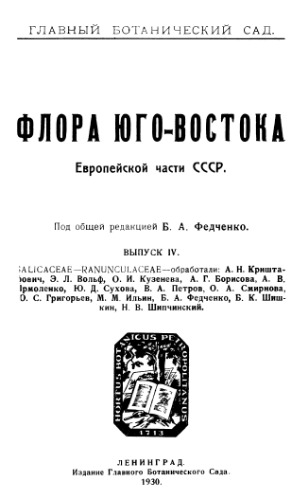 ГЛАВНЫЙ БОТАНИЧЕСКИЙ САД.
ФЛОРА ЮГО-ВОСТОКА
Европейской части СССР.
Под общей редакцией Б. А. Федченко.
ВЫПУСК IV.
SALICACEAE—RANUNCULACEAE—обработали: А. Н. Кришта-
фович, Э. Л. Вольф, О. И. Кузенева, А. Г. Борисова, А. В.
Ярмоленко, Ю. Д. Сухова, В. А. Петров, О. А. Смирнова,
Ю. С. Григорьев, М. М. Ильин, Б. А. Федченко, Б. К. Шиш-
кин, Н. В. Шипчинский.
HORTUS BOTANICUS PETROPOLITANUS
1713
ЛЕНИНГРАД.
Издание Главного Ботанического Сада.
1930.